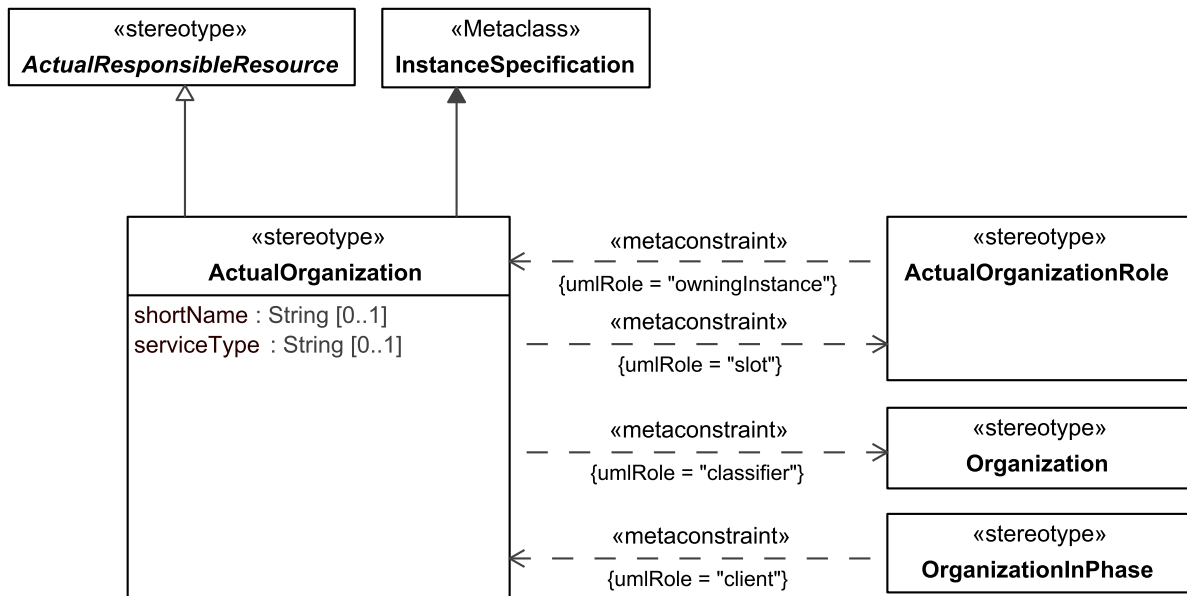 «stereotype»
ActualResponsibleResource
«Metaclass»
InstanceSpecification
«stereotype»
ActualOrganization
shortName : String [0..1]
serviceType : String [0..1]
«metaconstraint»
{umlRole = "owningInstance"}
«metaconstraint»
{umlRole = "slot"}
«metaconstraint»
{umlRole = "classifier"}
«metaconstraint»
{umlRole = "client"}
«stereotype»
ActualOrganizationRole
«stereotype»
Organization
«stereotype»
OrganizationInPhase